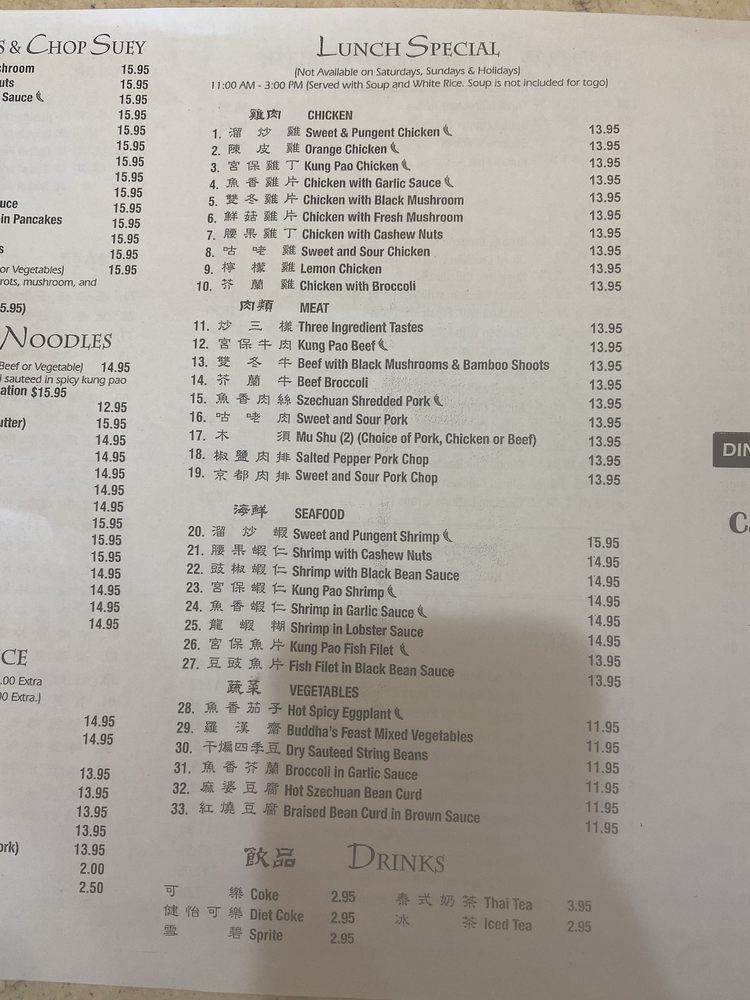 S & CHOP SUEY
chroom 15.95
uts 15.95
Sauce 15.95
15.95
15.95
15.95
15.95
15.95
15.95
uce 15.95
in Pancakes 15.95
15.95
s 15.95
or Vegetables) 15.95
rots, mushroom, and
5.95)
NOODLES
Beef or Vegetable) 14.95
sauteed in spicy kung pao
ation $15.95
12.95
utter) 15.95
14.95
14.95
14.95
14.95
14.95
15.95
15.95
15.95
14.95
14.95
14.95
14.95
CE
.00 Extra
00 Extra.)
14.95
14.95
13.95
13.95
13.95
13.95
ork) 13.95
2.00
2.50
LUNCH SPECIAL
(Not Available on Saturdays, Sundays & Holidays)
11:00 AM - 3:00 PM (Served with Soup and White Rice. Soup is not included for togo)
雞肉 CHICKEN
1. 溜炒雞 Sweet & Pungent Chicken 13.95
2. 陳皮雞 Orange Chicken 13.95
3. 宮保雞丁 Kung Pao Chicken 13.95
4. 魚香雞片 Chicken with Garlic Sauce 13.95
5. 雙冬雞片 Chicken with Black Mushroom 13.95
6. 鮮菇雞片 Chicken with Fresh Mushroom 13.95
7. 腰果雞丁 Chicken with Cashew Nuts 13.95
8. 咕咾雞 Sweet and Sour Chicken 13.95
9. 檸檬雞 Lemon Chicken 13.95
10. 芥蘭雞 Chicken with Broccoli 13.95
肉類 MEAT
11. 炒三樣 Three Ingredient Tastes 13.95
12. 宮保牛肉 Kung Pao Beef 13.95
13. 雙冬牛 Beef with Black Mushrooms & Bamboo Shoots 13.95
14. 芥蘭牛 Beef Broccoli 13.95
15. 魚香肉絲 Szechuan Shredded Pork 13.95
16. 咕咾肉 Sweet and Sour Pork 13.95
17. 木須 Mu Shu (2) (Choice of Pork, Chicken or Beef) 13.95
18. 椒鹽肉排 Salted Pepper Pork Chop 13.95
19. 京都肉排 Sweet and Sour Pork Chop 13.95
海鮮 SEAFOOD
20. 溜炒蝦 Sweet and Pungent Shrimp 15.95
21. 腰果蝦仁 Shrimp with Cashew Nuts 14.95
22. 豉椒蝦仁 Shrimp with Black Bean Sauce 14.95
23. 宮保蝦仁 Kung Pao Shrimp 14.95
24. 魚香蝦仁 Shrimp in Garlic Sauce 14.95
25. 龍蝦糊 Shrimp in Lobster Sauce 14.95
26. 宮保魚片 Kung Pao Fish Filet 13.95
27. 豆豉魚片 Fish Filet in Black Bean Sauce 13.95
蔬菜 VEGETABLES
28. 魚香茄子 Hot Spicy Eggplant 11.95
29. 羅漢齋 Buddha's Feast Mixed Vegetables 11.95
30. 干煸四季豆 Dry Sauteed String Beans 11.95
31. 魚香芥蘭 Broccoli in Garlic Sauce 11.95
32. 麻婆豆腐 Hot Szechuan Bean Curd 11.95
33. 紅燒豆腐 Braised Bean Curd in Brown Sauce 11.95
飲品 DRINKS
可樂 Coke 2.95
健怡可樂 Diet Coke 2.95
雪碧 Sprite 2.95
泰式奶茶 Thai Tea 3.95
冰茶 Iced Tea 2.95
DIN